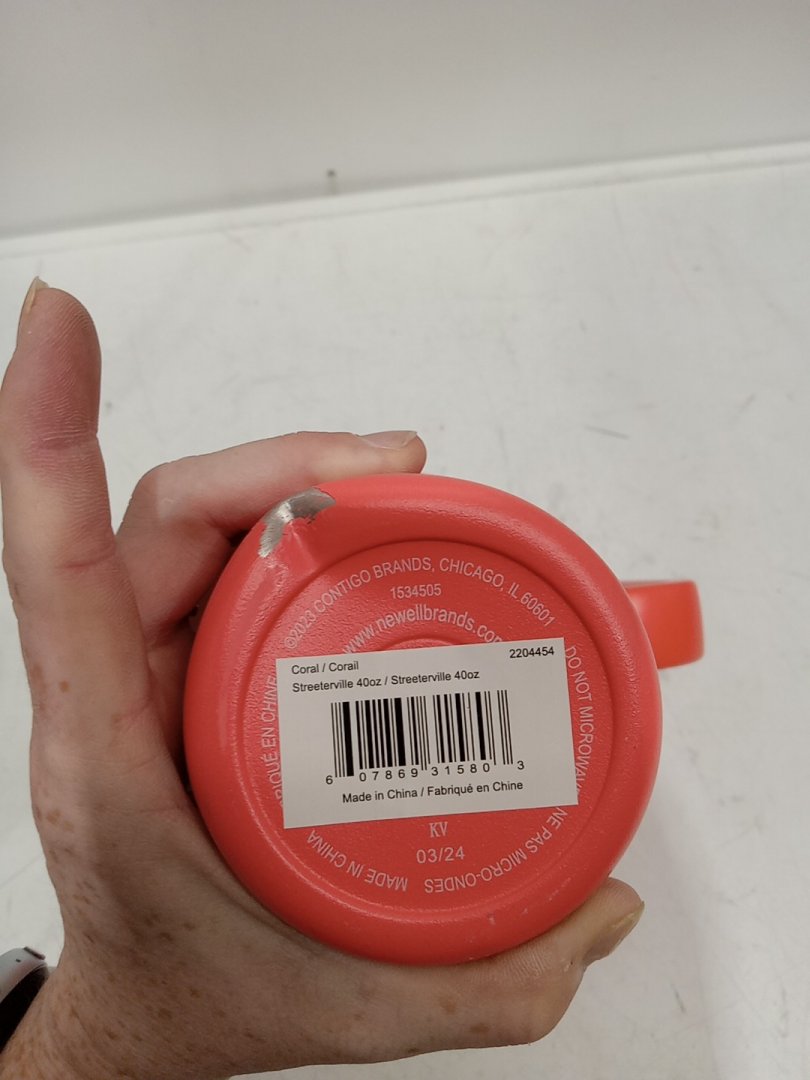 ©2023 CONTIGO BRANDS, CHICAGO, IL 60601
1534505
www.newellbrands.com
Coral / Corail
2204454
Streeterville 40oz / Streeterville 40oz
6 07869 31580 3
Made in China / Fabriqué en Chine
DO NOT MICROWAVE
NE PAS MICRO-ONDES
MADE IN CHINA
EN CHINE
KV
03/24